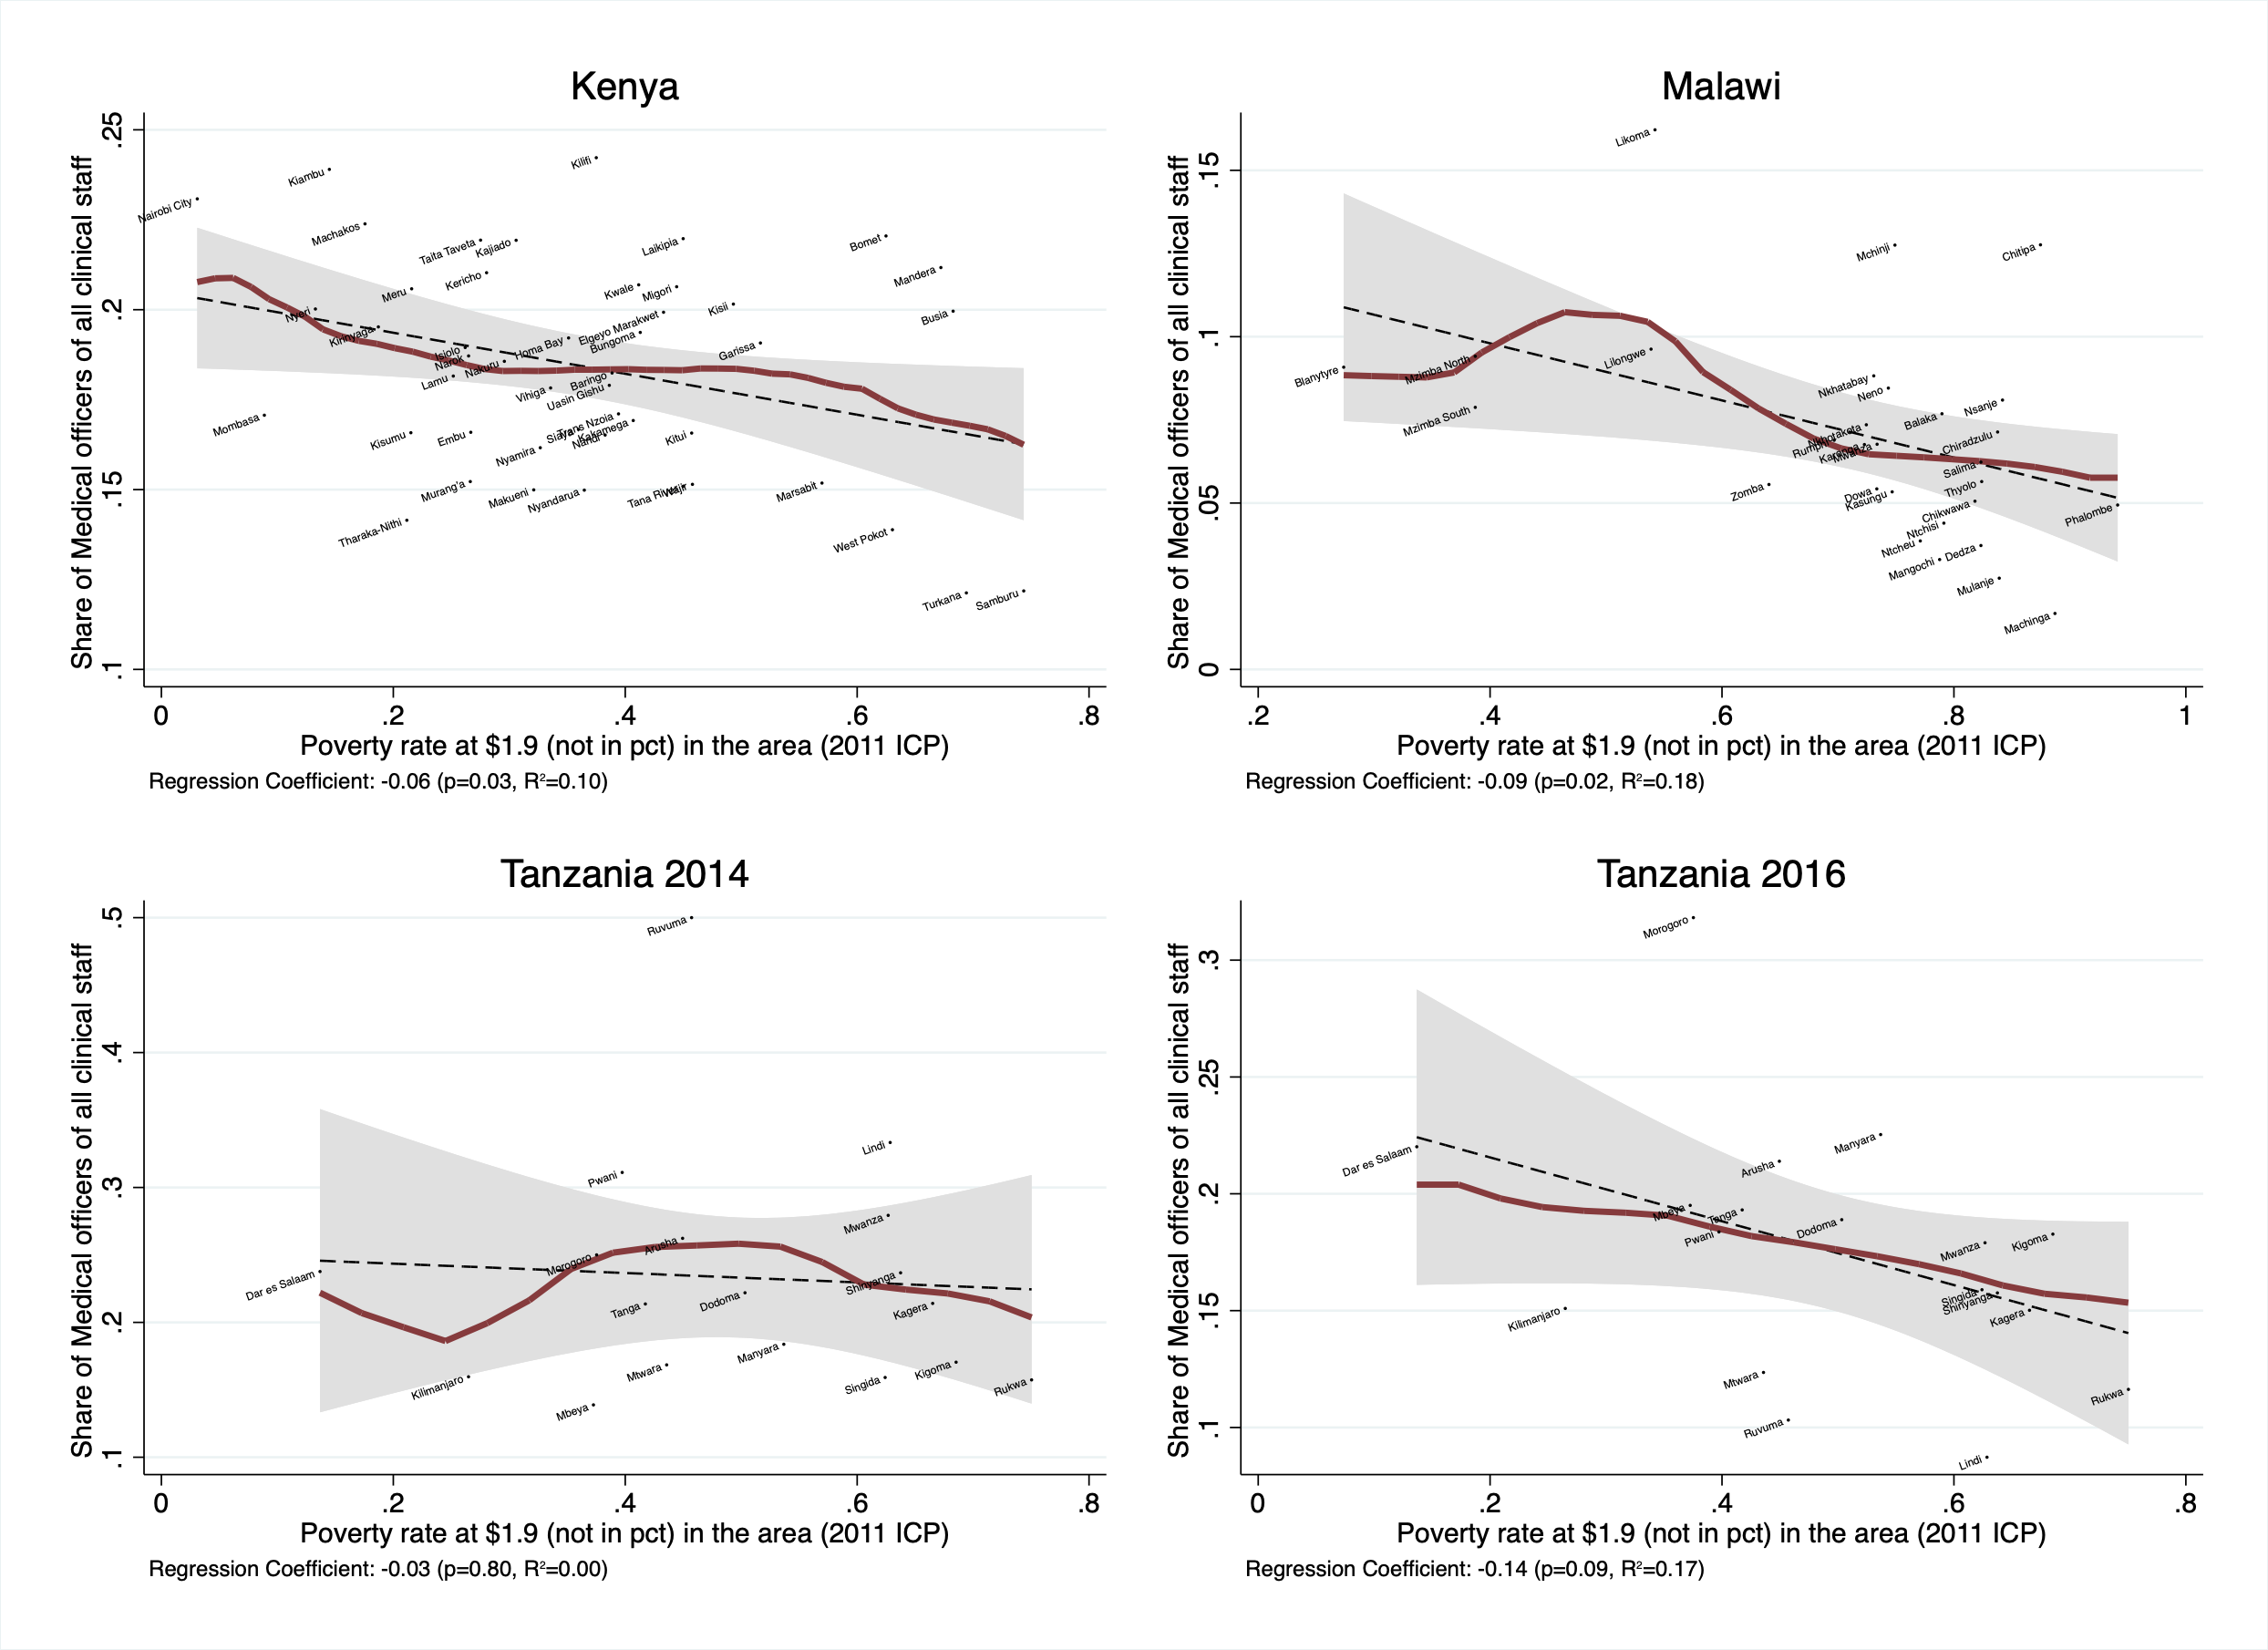 Kenya
Share of Medical officers of all clinical staff
.25
.2
.15
.1
Kilifi
Kiambu
Nairobi City
Machakos
Taita Taveta
Kajiado
Laikipia
Bomet
Kericho
Mandera
Meru
Kwale
Migori
Kisii
Busia
Nyeri
Elgeyo Marakwet
Kirinyaga
Bungoma
Homa Bay
Garissa
Isiolo
Narok
Nakuru
Lamu
Baringo
Vihiga
Uasin Gishu
Mombasa
Trans Nzoia
Kakamega
Siaya
Nandi
Kisumu
Embu
Kitui
Nyamira
Murang'a
Makueni
Nyandarua
Tana River
Wajir
Marsabit
Tharaka-Nithi
West Pokot
Turkana
Samburu
0 .2 .4 .6 .8
Poverty rate at $1.9 (not in pct) in the area (2011 ICP)
Regression Coefficient: -0.06 (p=0.03, R²=0.10)
Malawi
Share of Medical officers of all clinical staff
.15
.1
.05
0
Likoma
Mchinji
Chitipa
Lilongwe
Mzimba North
Blanytyre
Nkhatabay
Neno
Mzimba South
Nsanje
Balaka
Nkhotakota
Chiradzulu
Rumphi
Karonga
Mwanza
Salima
Zomba
Dowa
Kasungu
Thyolo
Chikwawa
Phalombe
Ntchisi
Ntcheu
Dedza
Mangochi
Mulanje
Machinga
.2 .4 .6 .8 1
Poverty rate at $1.9 (not in pct) in the area (2011 ICP)
Regression Coefficient: -0.09 (p=0.02, R²=0.18)
Tanzania 2014
Share of Medical officers of all clinical staff
.5
.4
.3
.2
.1
Ruvuma
Lindi
Pwani
Mwanza
Arusha
Morogoro
Dar es Salaam
Shinyanga
Dodoma
Tanga
Kagera
Manyara
Mtwara
Kigoma
Kilimanjaro
Singida
Rukwa
Mbeya
0 .2 .4 .6 .8
Poverty rate at $1.9 (not in pct) in the area (2011 ICP)
Regression Coefficient: -0.03 (p=0.80, R²=0.00)
Tanzania 2016
Share of Medical officers of all clinical staff
.3
.25
.2
.15
.1
Morogoro
Manyara
Dar es Salaam
Arusha
Mbeya
Tanga
Dodoma
Pwani
Mwanza
Kigoma
Singida
Shinyanga
Kagera
Kilimanjaro
Mtwara
Rukwa
Ruvuma
Lindi
0 .2 .4 .6 .8
Poverty rate at $1.9 (not in pct) in the area (2011 ICP)
Regression Coefficient: -0.14 (p=0.09, R²=0.17)